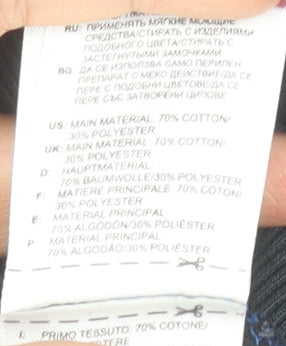 RU: ПРИМЕНЯТЬ МЯГКИЕ МОЮЩИЕ
СРЕДСТВА/СТИРАТЬ С ИЗДЕЛИЯМИ
ПОДОБНОГО ЦВЕТА/СТИРАТЬ С
ЗАСТЕГНУТЫМИ ЗАМОЧКАМИ
BG: ДА СЕ ИЗПОЛЗВА САМО ПЕРИЛЕН
ПРЕПАРАТ С МЕКО ДЕЙСТВИЕ/ДА СЕ
ПЕРЕ С ПОДОБНИ ЦВЕТОВЕ/ДА СЕ
ПЕРЕ СЪС ЗАТВОРЕНИ ЦИПОВЕ
US: MAIN MATERIAL: 70% COTTON/
30% POLYESTER
UK: MAIN MATERIAL: 70% COTTON/
30% POLYESTER
D: HAUPTMATERIAL:
70% BAUMWOLLE/30% POLYESTER
F: MATIERE PRINCIPALE: 70% COTON/
30% POLYESTER
E: MATERIAL PRINCIPAL:
70% ALGODÓN/30% POLIÉSTER
P: MATERIAL PRINCIPAL:
70% ALGODÃO/30% POLIÉSTER
I: PRIMO TESSUTO: 70% COTONE/